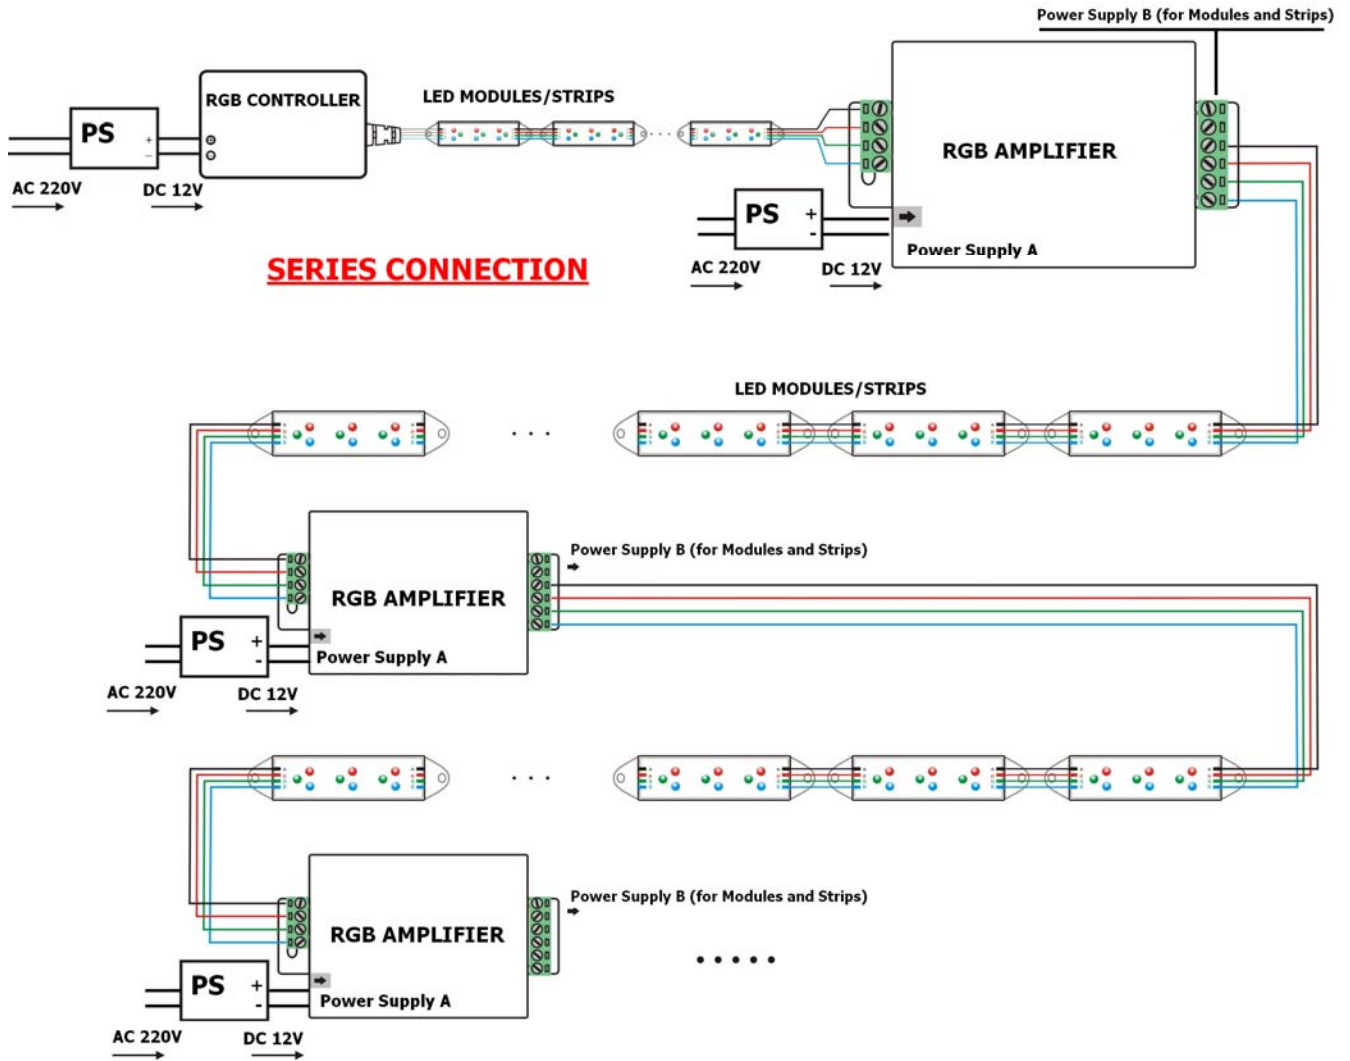 Power Supply B (for Modules and Strips)
RGB CONTROLLER
LED MODULES/STRIPS
PS
+
−
AC 220V
DC 12V
RGB AMPLIFIER
PS
+
-
Power Supply A
AC 220V
DC 12V
SERIES CONNECTION
LED MODULES/STRIPS
Power Supply B (for Modules and Strips)
RGB AMPLIFIER
PS
+
-
Power Supply A
AC 220V
DC 12V
Power Supply B (for Modules and Strips)
RGB AMPLIFIER
PS
+
-
Power Supply A
AC 220V
DC 12V